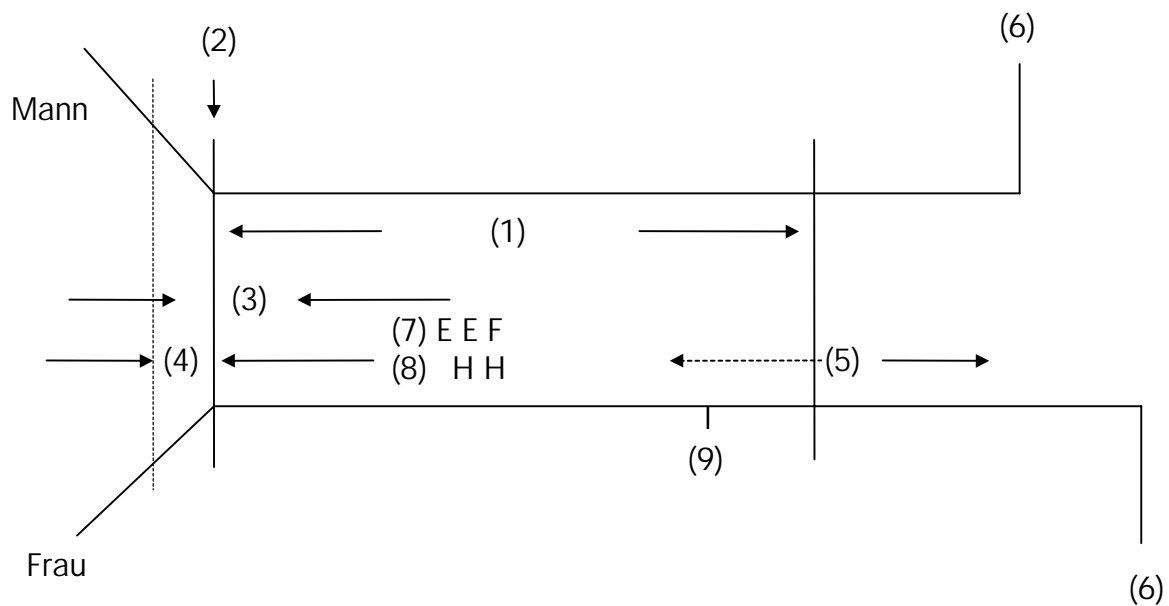 (2)
(6)
Mann
(1)
(3)
(7) E E F
(4)
(8) H H
(5)
(9)
Frau
(6)